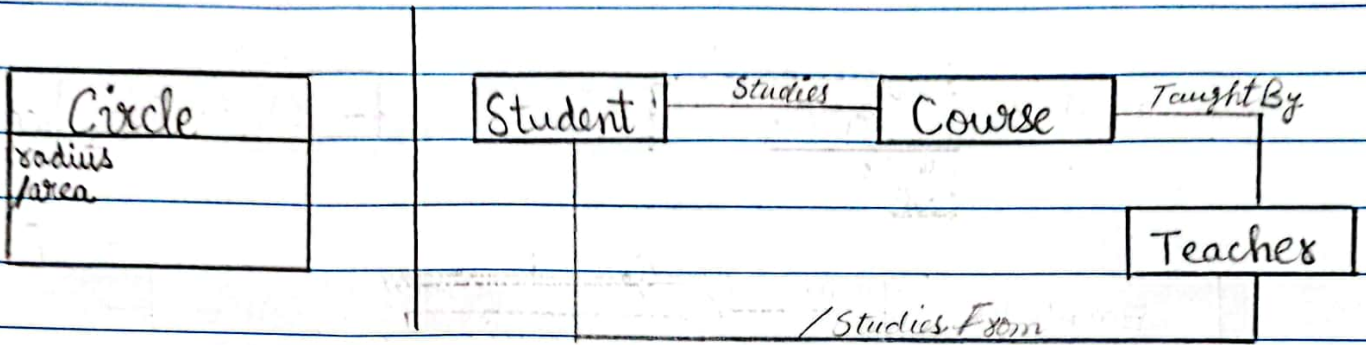 Circle
radius
/area
Student
Studies
Course
Taught By
Teacher
/Studies From